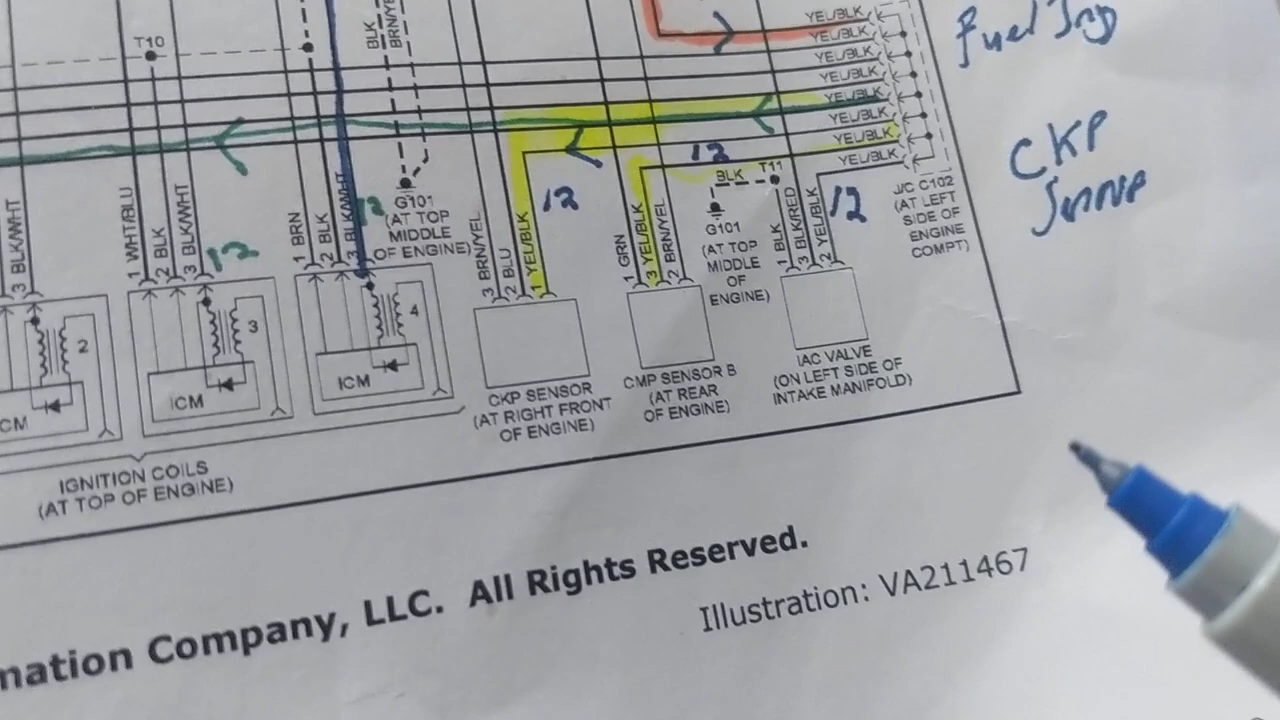 YEL/BLK
YEL/BLK
YEL/BLK
YEL/BLK
YEL/BLK
YEL/BLK
YEL/BLK
YEL/BLK
Fuel Inj
CKP
T10
BLK
BRN/YE
J/C C102
(AT LEFT
SIDE OF
ENGINE
COMPT)
G101
(AT TOP
MIDDLE
OF ENGINE)
BLK
T11
G101
(AT TOP
MIDDLE
OF
ENGINE)
12
12
12
12
12
3 BLK/WHT
1 WHT/BLU
2 BLK
3 BLK/WHT
1 BRN
2 BLK
3 BLK/WHT
3 BRN/YEL
2 BLU
1 YEL/BLK
1 GRN
3 YEL/BLK
2 BRN/YEL
1 BLK
3 BLK/RED
2 YEL/BLK
2
3
4
CM
ICM
ICM
IGNITION COILS
(AT TOP OF ENGINE)
CKP SENSOR
(AT RIGHT FRONT
OF ENGINE)
CMP SENSOR B
(AT REAR
OF ENGINE)
IAC VALVE
(ON LEFT SIDE OF
INTAKE MANIFOLD)
mation Company, LLC. All Rights Reserved.
Illustration: VA211467